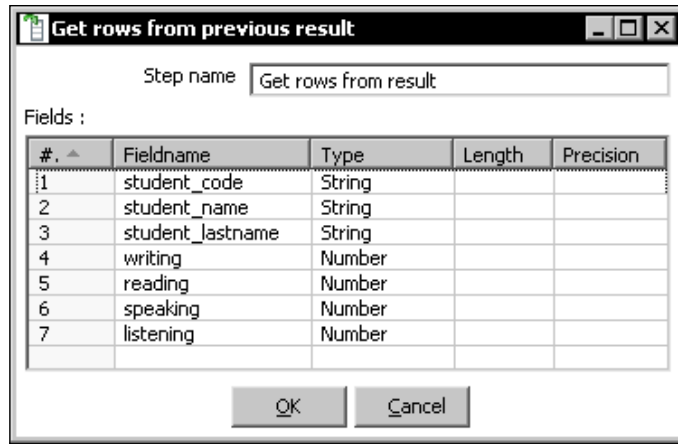 Get rows from previous result
Step name Get rows from result
Fields :
#. Fieldname Type Length Precision
1 student_code String
2 student_name String
3 student_lastname String
4 writing Number
5 reading Number
6 speaking Number
7 listening Number
OK Cancel